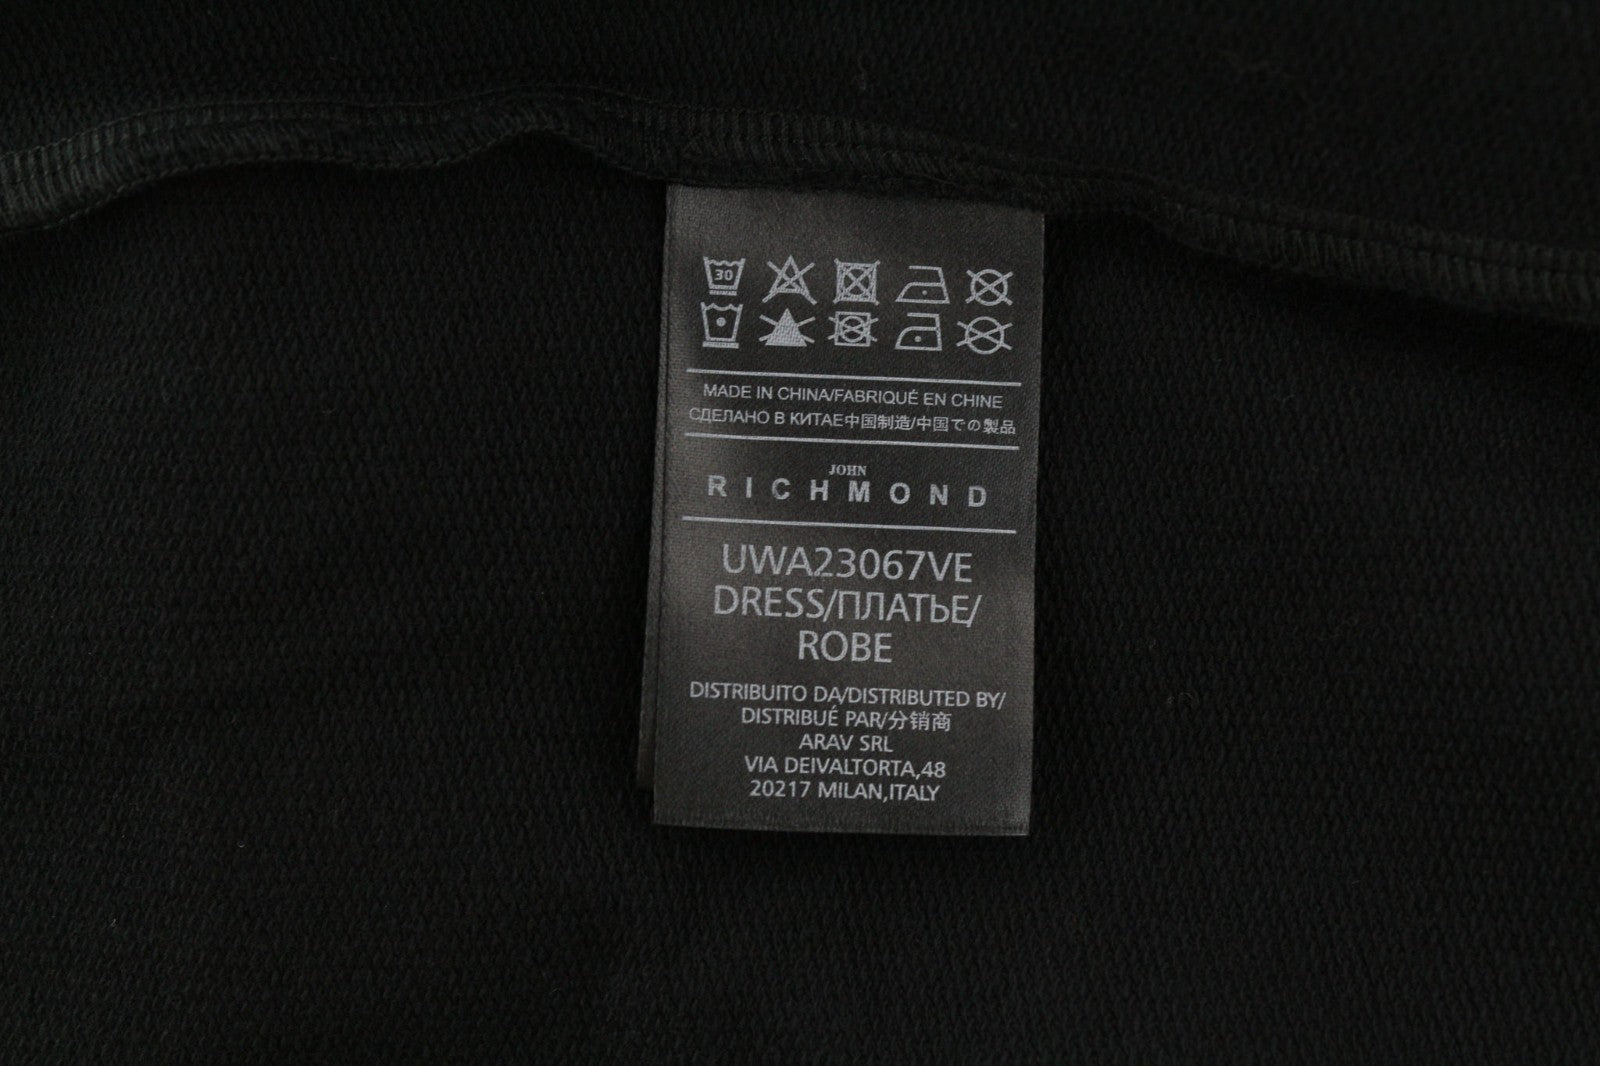 30
MADE IN CHINA/FABRIQUÉ EN CHINE
СДЕЛАНО В КИТАЕ中国制造/中国での製品
JOHN
RICHMOND
UWA23067VE
DRESS/ПЛАТЬЕ/
ROBE
DISTRIBUITO DA/DISTRIBUTED BY/
DISTRIBUÉ PAR/分销商
ARAV SRL
VIA DEIVALTORTA,48
20217 MILAN,ITALY